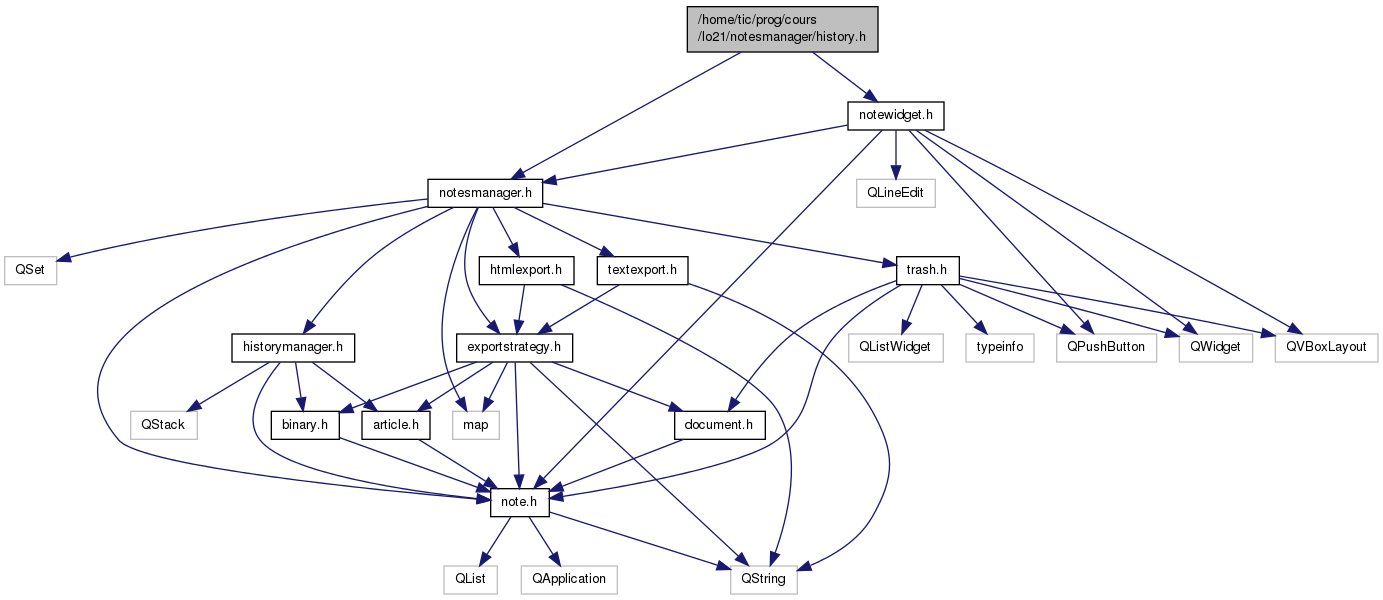 /home/tic/prog/cours
/lo21/notesmanager/history.h
notewidget.h
notesmanager.h
QLineEdit
QSet
htmlexport.h
textexport.h
trash.h
historymanager.h
exportstrategy.h
QListWidget
typeinfo
QPushButton
QWidget
QVBoxLayout
QStack
binary.h
article.h
map
document.h
note.h
QList
QApplication
QString